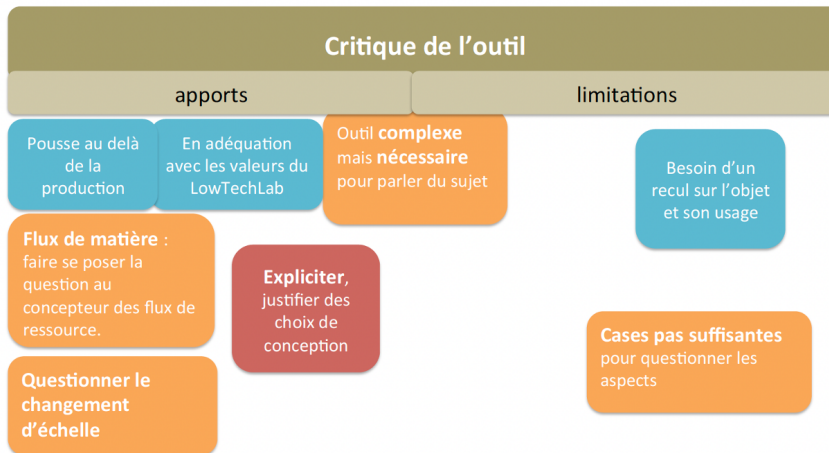 Critique de l'outil
apports
limitations
Pousse au delà
de la
production
En adéquation
avec les valeurs du
LowTechLab
Outil complexe
mais nécessaire
pour parler du sujet
Besoin d'un
recul sur l'objet
et son usage
Flux de matière :
faire se poser la
question au
concepteur des flux de
ressource.
Expliciter,
justifier des
choix de
conception
Cases pas suffisantes
pour questionner les
aspects
Questionner le
changement
d'échelle